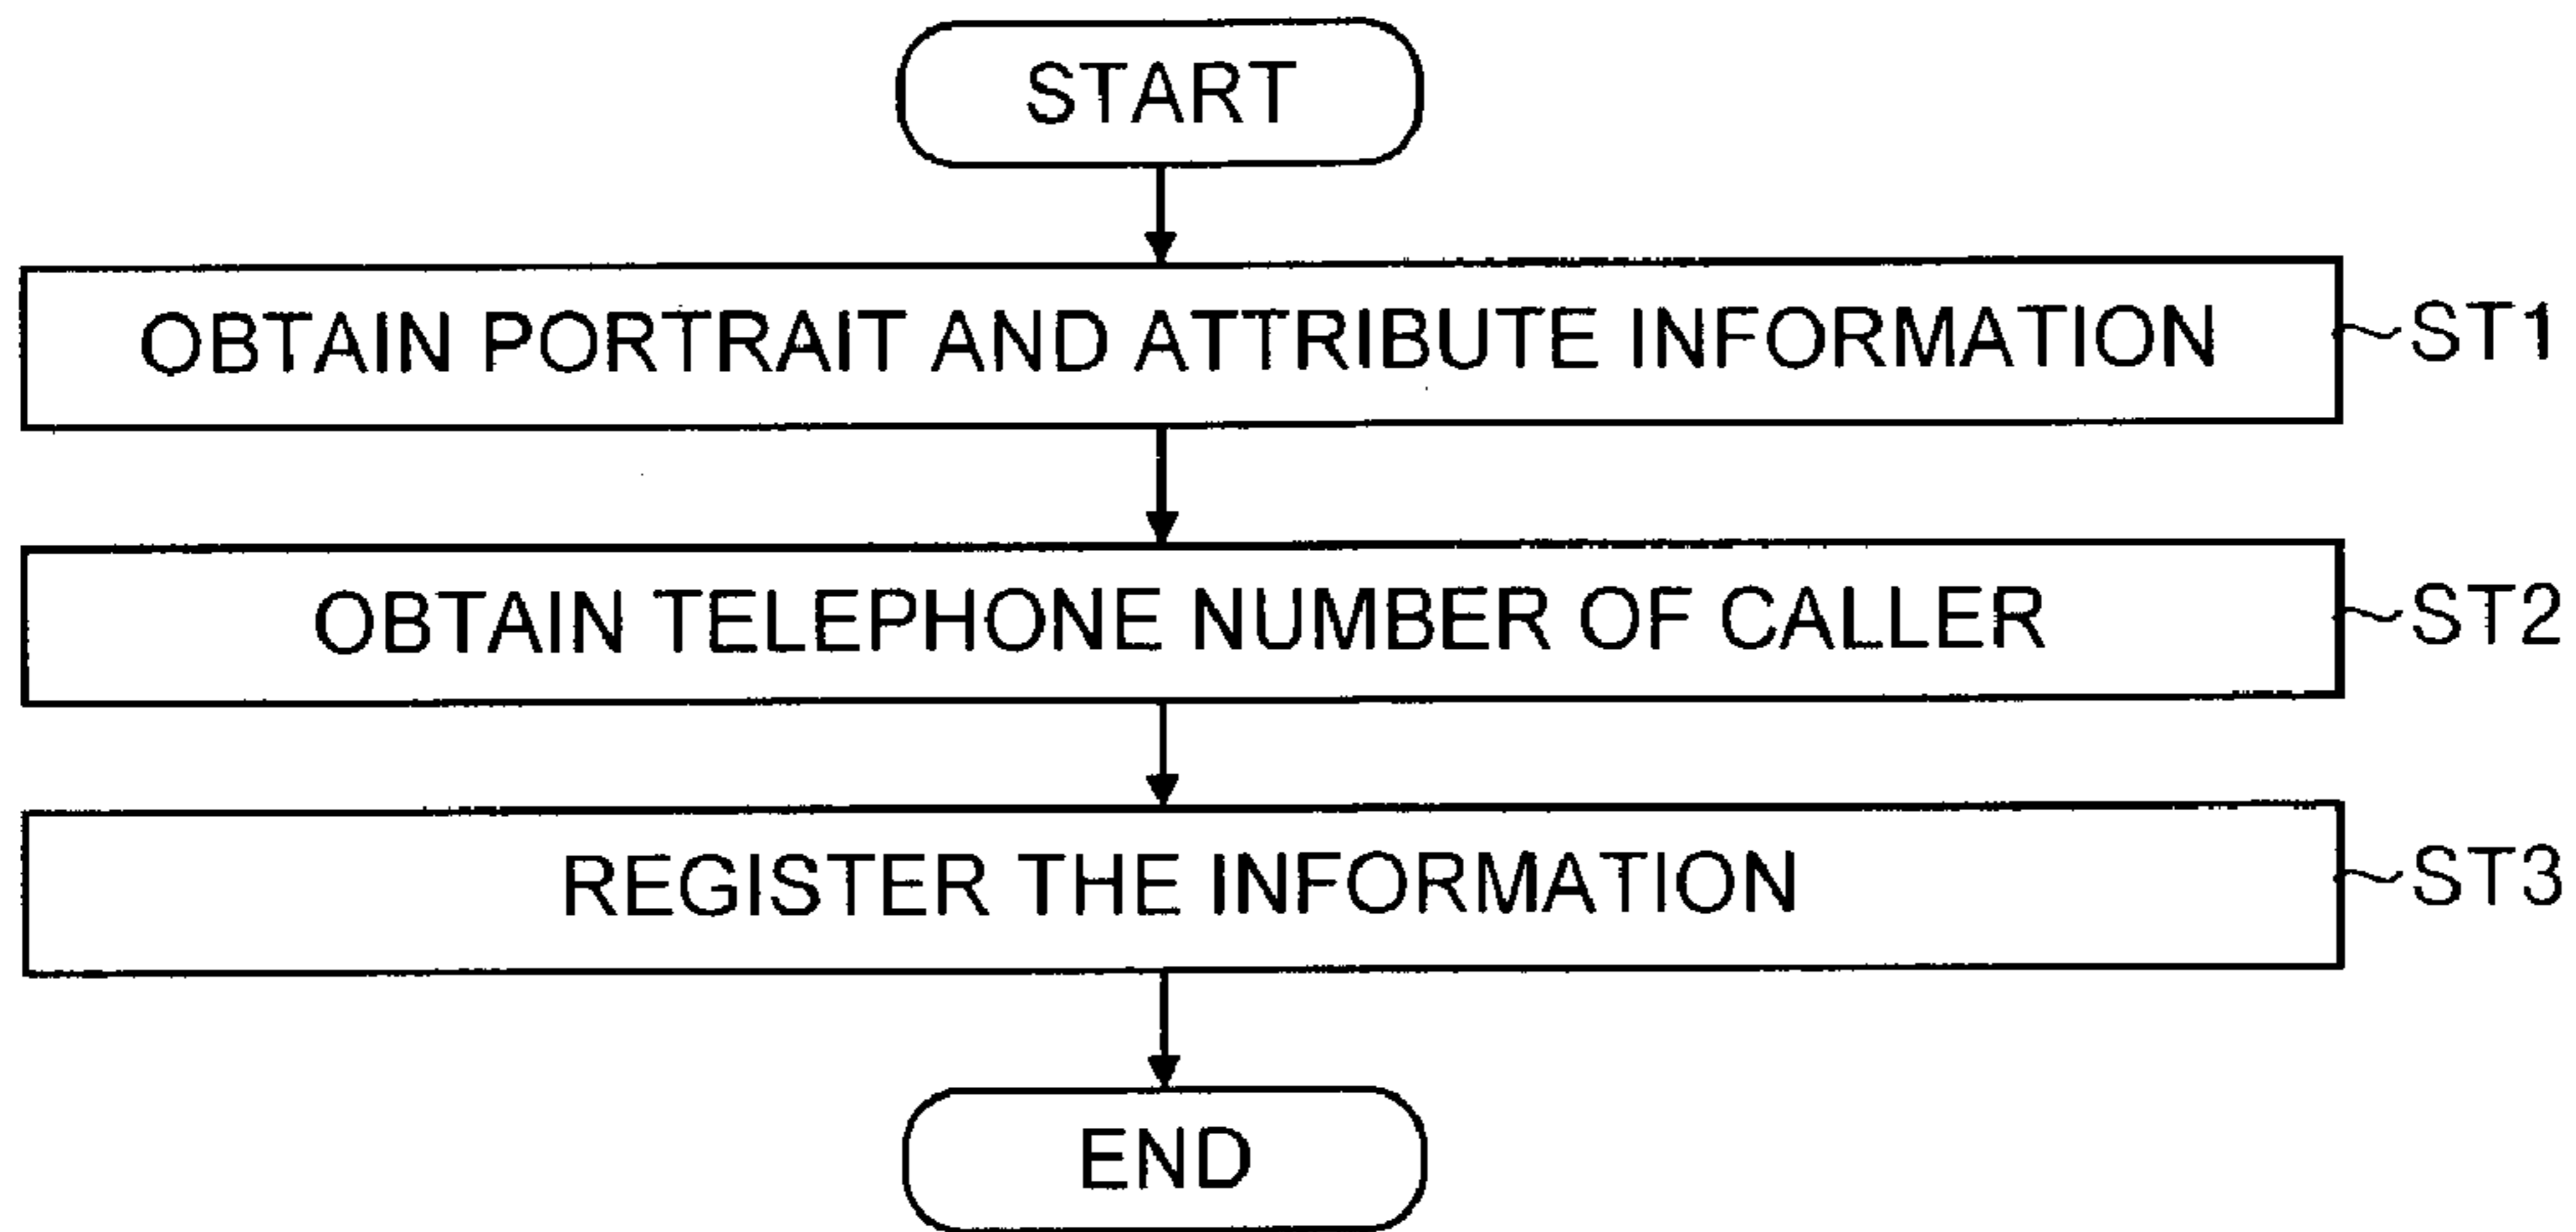 START
OBTAIN PORTRAIT AND ATTRIBUTE INFORMATION
ST1
OBTAIN TELEPHONE NUMBER OF CALLER
ST2
REGISTER THE INFORMATION
ST3
END